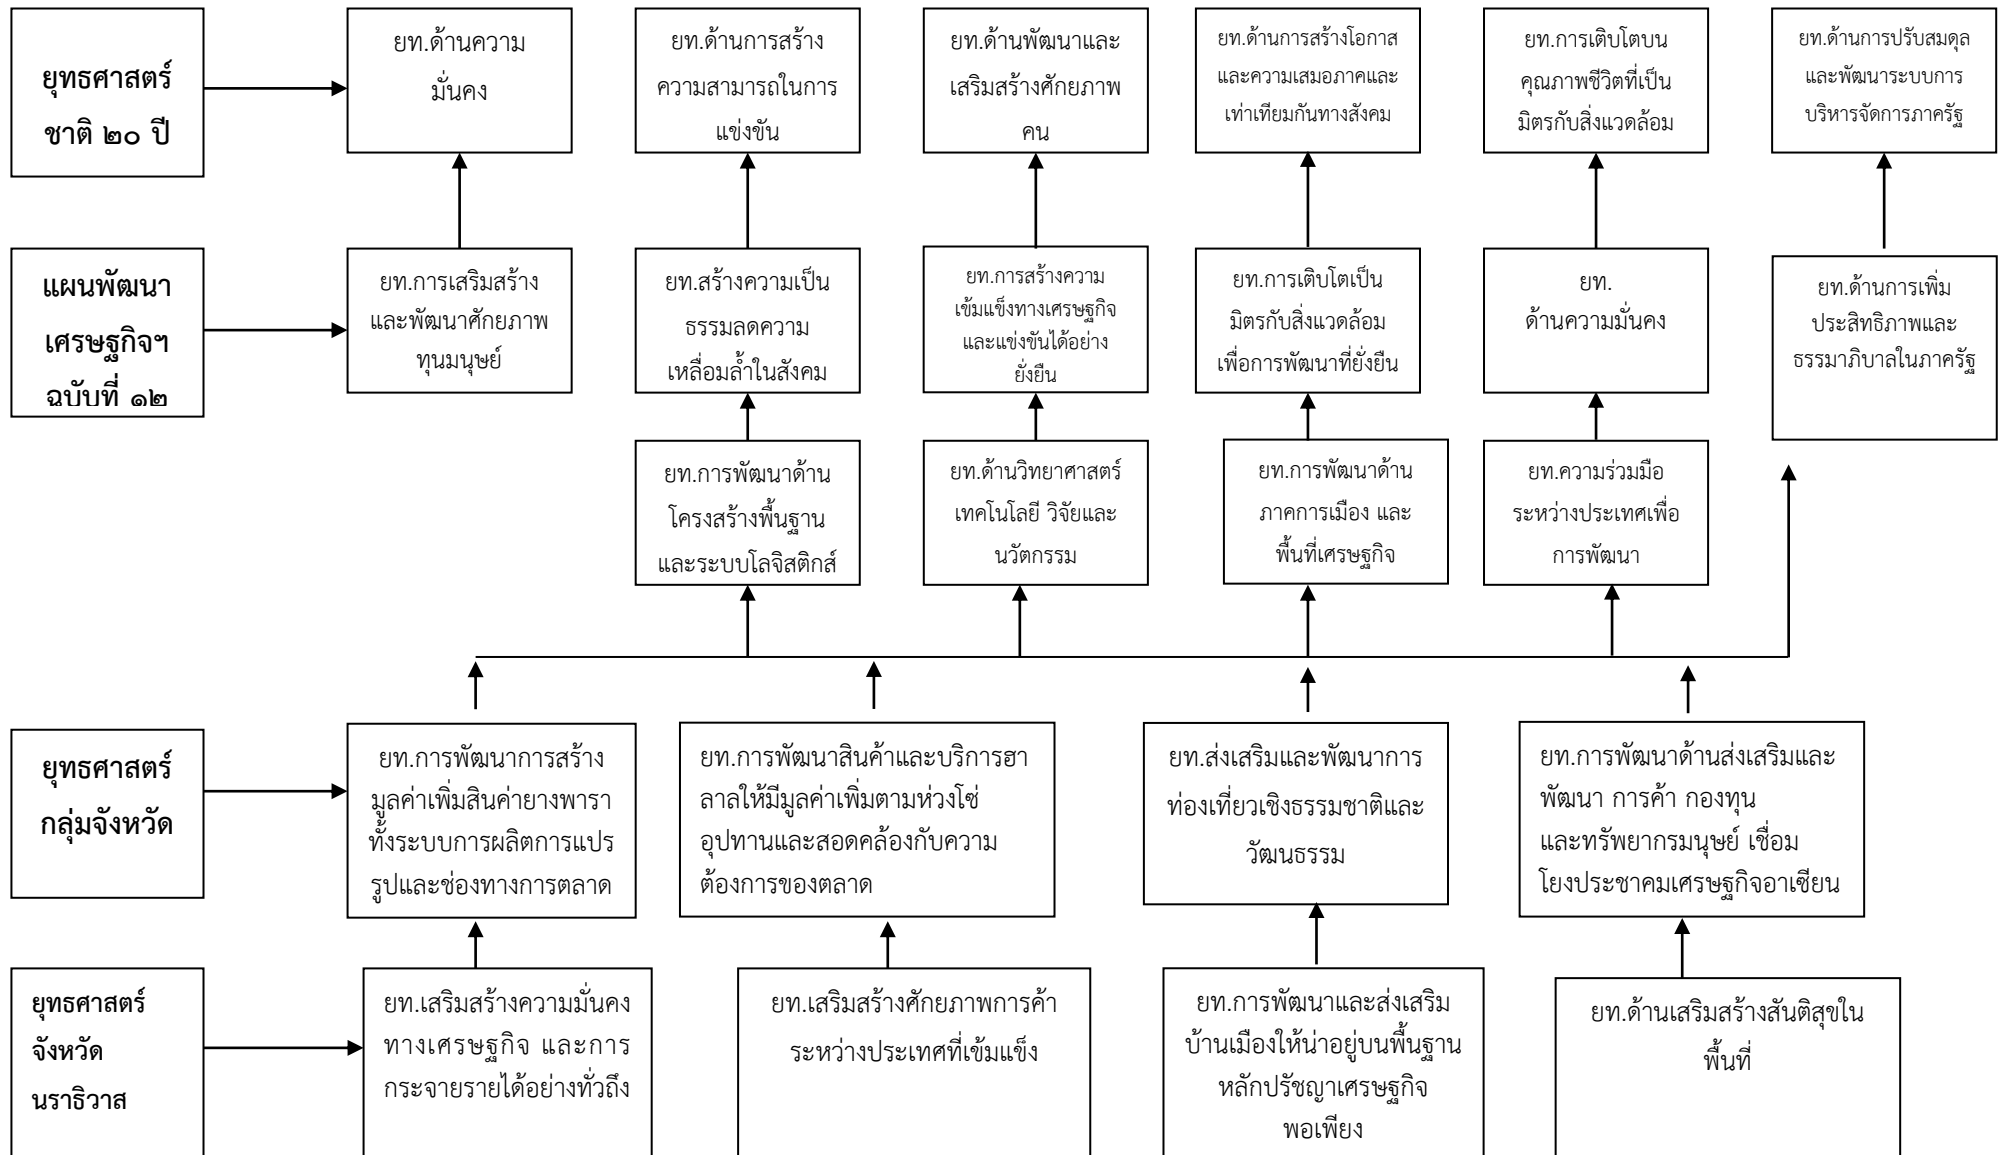 ยุทธศาสตร์
ชาติ ๒๐ ปี
ยท.ด้านความ
มั่นคง
ยท.ด้านการสร้าง
ความสามารถในการ
แข่งขัน
ยท.ด้านพัฒนาและ
เสริมสร้างศักยภาพ
คน
ยท.ด้านการสร้างโอกาส
และความเสมอภาคและ
เท่าเทียมกันทางสังคม
ยท.การเติบโตบน
คุณภาพชีวิตที่เป็น
มิตรกับสิ่งแวดล้อม
ยท.ด้านการปรับสมดุล
และพัฒนาระบบการ
บริหารจัดการภาครัฐ
แผนพัฒนา
เศรษฐกิจฯ
ฉบับที่ ๑๒
ยท.การเสริมสร้าง
และพัฒนาศักยภาพ
ทุนมนุษย์
ยท.สร้างความเป็น
ธรรมลดความ
เหลื่อมล้ำในสังคม
ยท.การสร้างความ
เข้มแข็งทางเศรษฐกิจ
และแข่งขันได้อย่าง
ยั่งยืน
ยท.การเติบโตเป็น
มิตรกับสิ่งแวดล้อม
เพื่อการพัฒนาที่ยั่งยืน
ยท.
ด้านความมั่นคง
ยท.ด้านการเพิ่ม
ประสิทธิภาพและ
ธรรมาภิบาลในภาครัฐ
ยท.การพัฒนาด้าน
โครงสร้างพื้นฐาน
และระบบโลจิสติกส์
ยท.ด้านวิทยาศาสตร์
เทคโนโลยี วิจัยและ
นวัตกรรม
ยท.การพัฒนาด้าน
ภาคการเมือง และ
พื้นที่เศรษฐกิจ
ยท.ความร่วมมือ
ระหว่างประเทศเพื่อ
การพัฒนา
ยุทธศาสตร์
กลุ่มจังหวัด
ยท.การพัฒนาการสร้าง
มูลค่าเพิ่มสินค้ายางพารา
ทั้งระบบการผลิตการแปร
รูปและช่องทางการตลาด
ยท.การพัฒนาสินค้าและบริการฮา
ลาลให้มีมูลค่าเพิ่มตามห่วงโซ่
อุปทานและสอดคล้องกับความ
ต้องการของตลาด
ยท.ส่งเสริมและพัฒนาการ
ท่องเที่ยวเชิงธรรมชาติและ
วัฒนธรรม
ยท.การพัฒนาด้านส่งเสริมและ
พัฒนา การค้า กองทุน
และทรัพยากรมนุษย์ เชื่อม
โยงประชาคมเศรษฐกิจอาเซียน
ยุทธศาสตร์
จังหวัด
นราธิวาส
ยท.เสริมสร้างความมั่นคง
ทางเศรษฐกิจ และการ
กระจายรายได้อย่างทั่วถึง
ยท.เสริมสร้างศักยภาพการค้า
ระหว่างประเทศที่เข้มแข็ง
ยท.การพัฒนาและส่งเสริม
บ้านเมืองให้น่าอยู่บนพื้นฐาน
หลักปรัชญาเศรษฐกิจ
พอเพียง
ยท.ด้านเสริมสร้างสันติสุขใน
พื้นที่